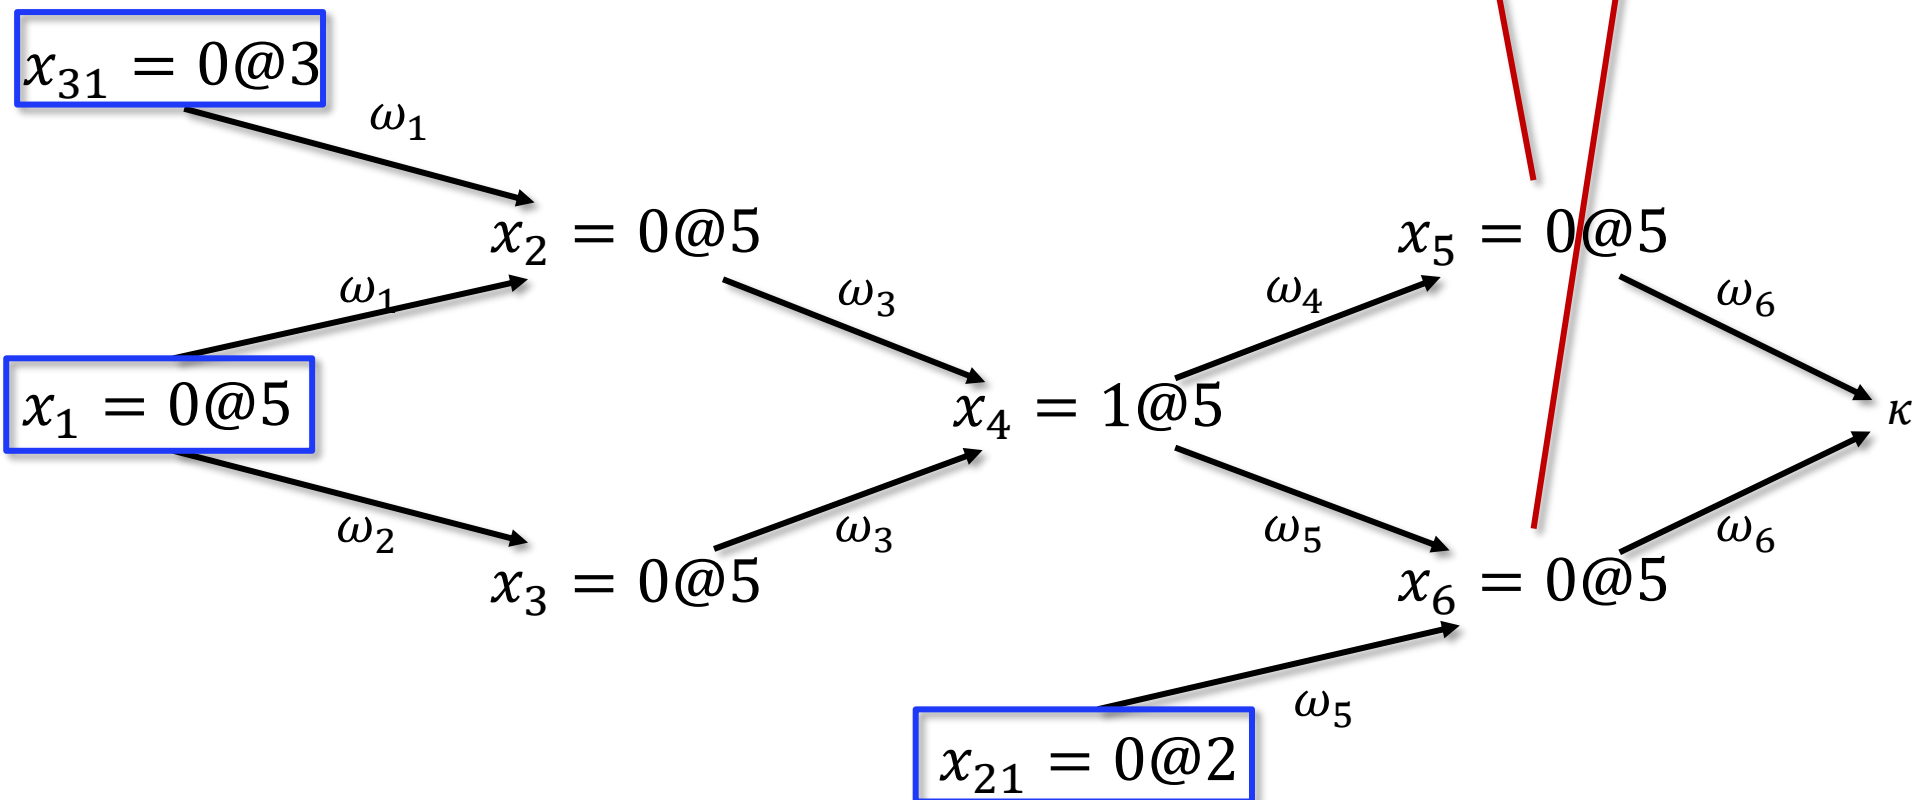 x₃₁ = 0@3
ω₁
x₂ = 0@5
x₅ = 0@5
ω₁
ω₃
ω₄
ω₆
x₁ = 0@5
x₄ = 1@5
κ
ω₂
ω₃
ω₅
ω₆
x₃ = 0@5
x₆ = 0@5
ω₅
x₂₁ = 0@2